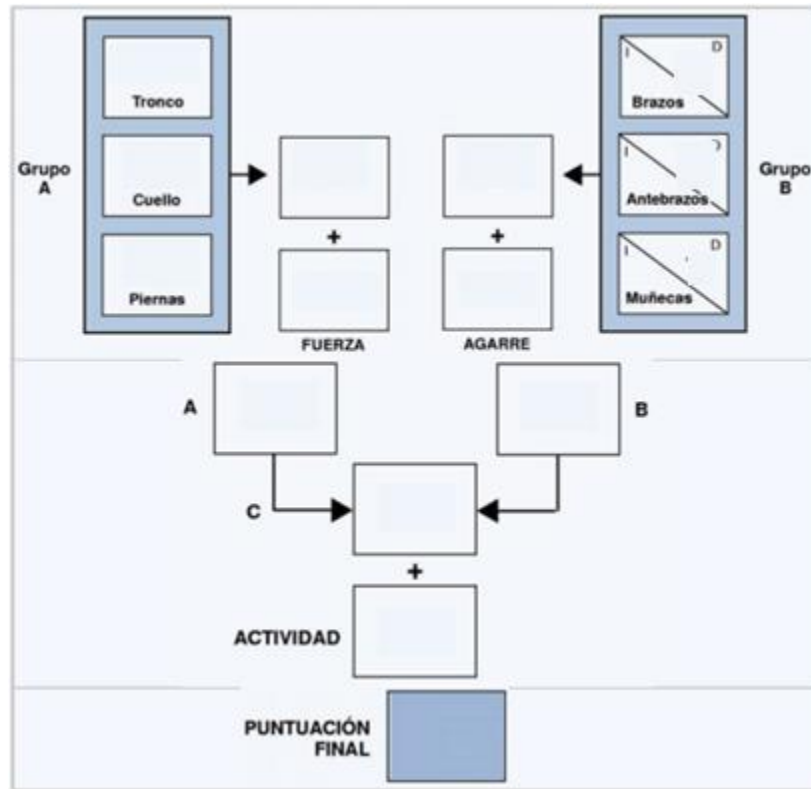 I D
Tronco
Brazos
Grupo
A
Grupo
B
Cuello
I
Antebrazos
+
+
I D
Piernas
Muñecas
FUERZA
AGARRE
A
B
C
+
ACTIVIDAD
PUNTUACIÓN
FINAL